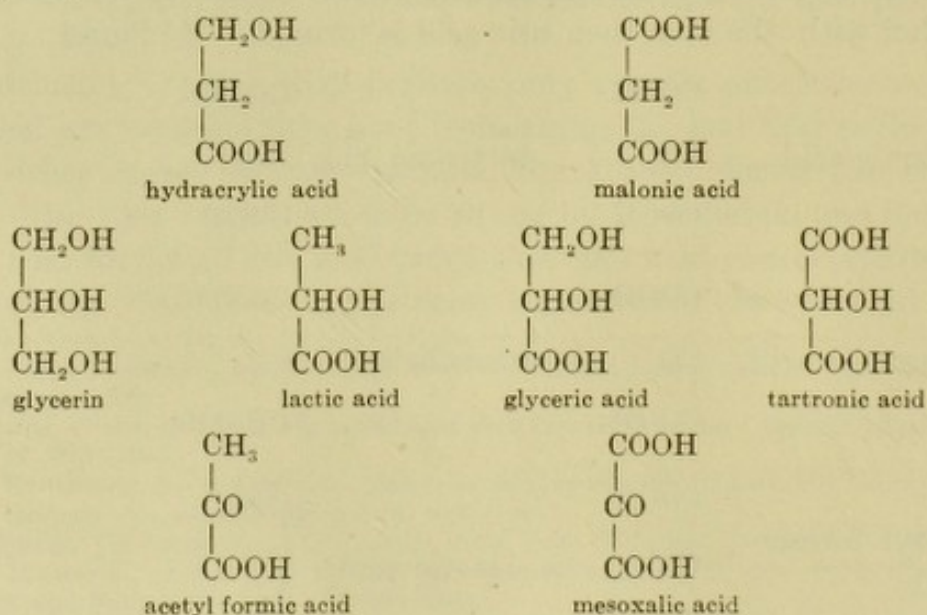 CH₂OH COOH
| |
CH₂ CH₂
| |
COOH COOH
hydracrylic acid malonic acid
CH₂OH CH₃ CH₂OH COOH
| | | |
CHOH CHOH CHOH CHOH
| | | |
CH₂OH COOH COOH COOH
glycerin lactic acid glyceric acid tartronic acid
CH₃ COOH
| |
CO CO
| |
COOH COOH
acetyl formic acid mesoxalic acid